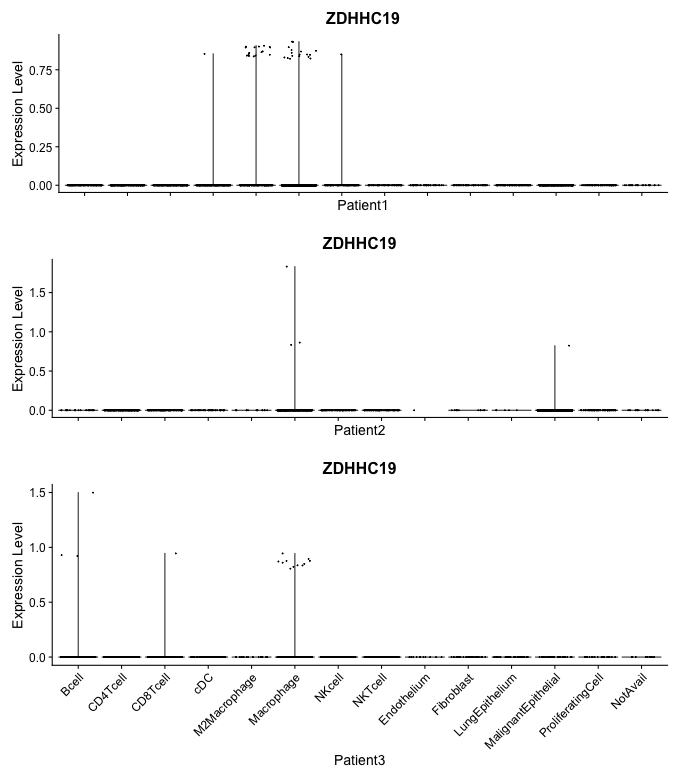 ZDHHC19
Expression Level
0.75
0.50
0.25
0.00
Patient1
ZDHHC19
Expression Level
1.5
1.0
0.5
0.0
Patient2
ZDHHC19
Expression Level
1.5
1.0
0.5
0.0
Bcell
CD4Tcell
CD8Tcell
cDC
M2Macrophage
Macrophage
NKcell
NKTcell
Endothelium
Fibroblast
LungEpithelium
MalignantEpithelial
ProliferatingCell
NotAvail
Patient3